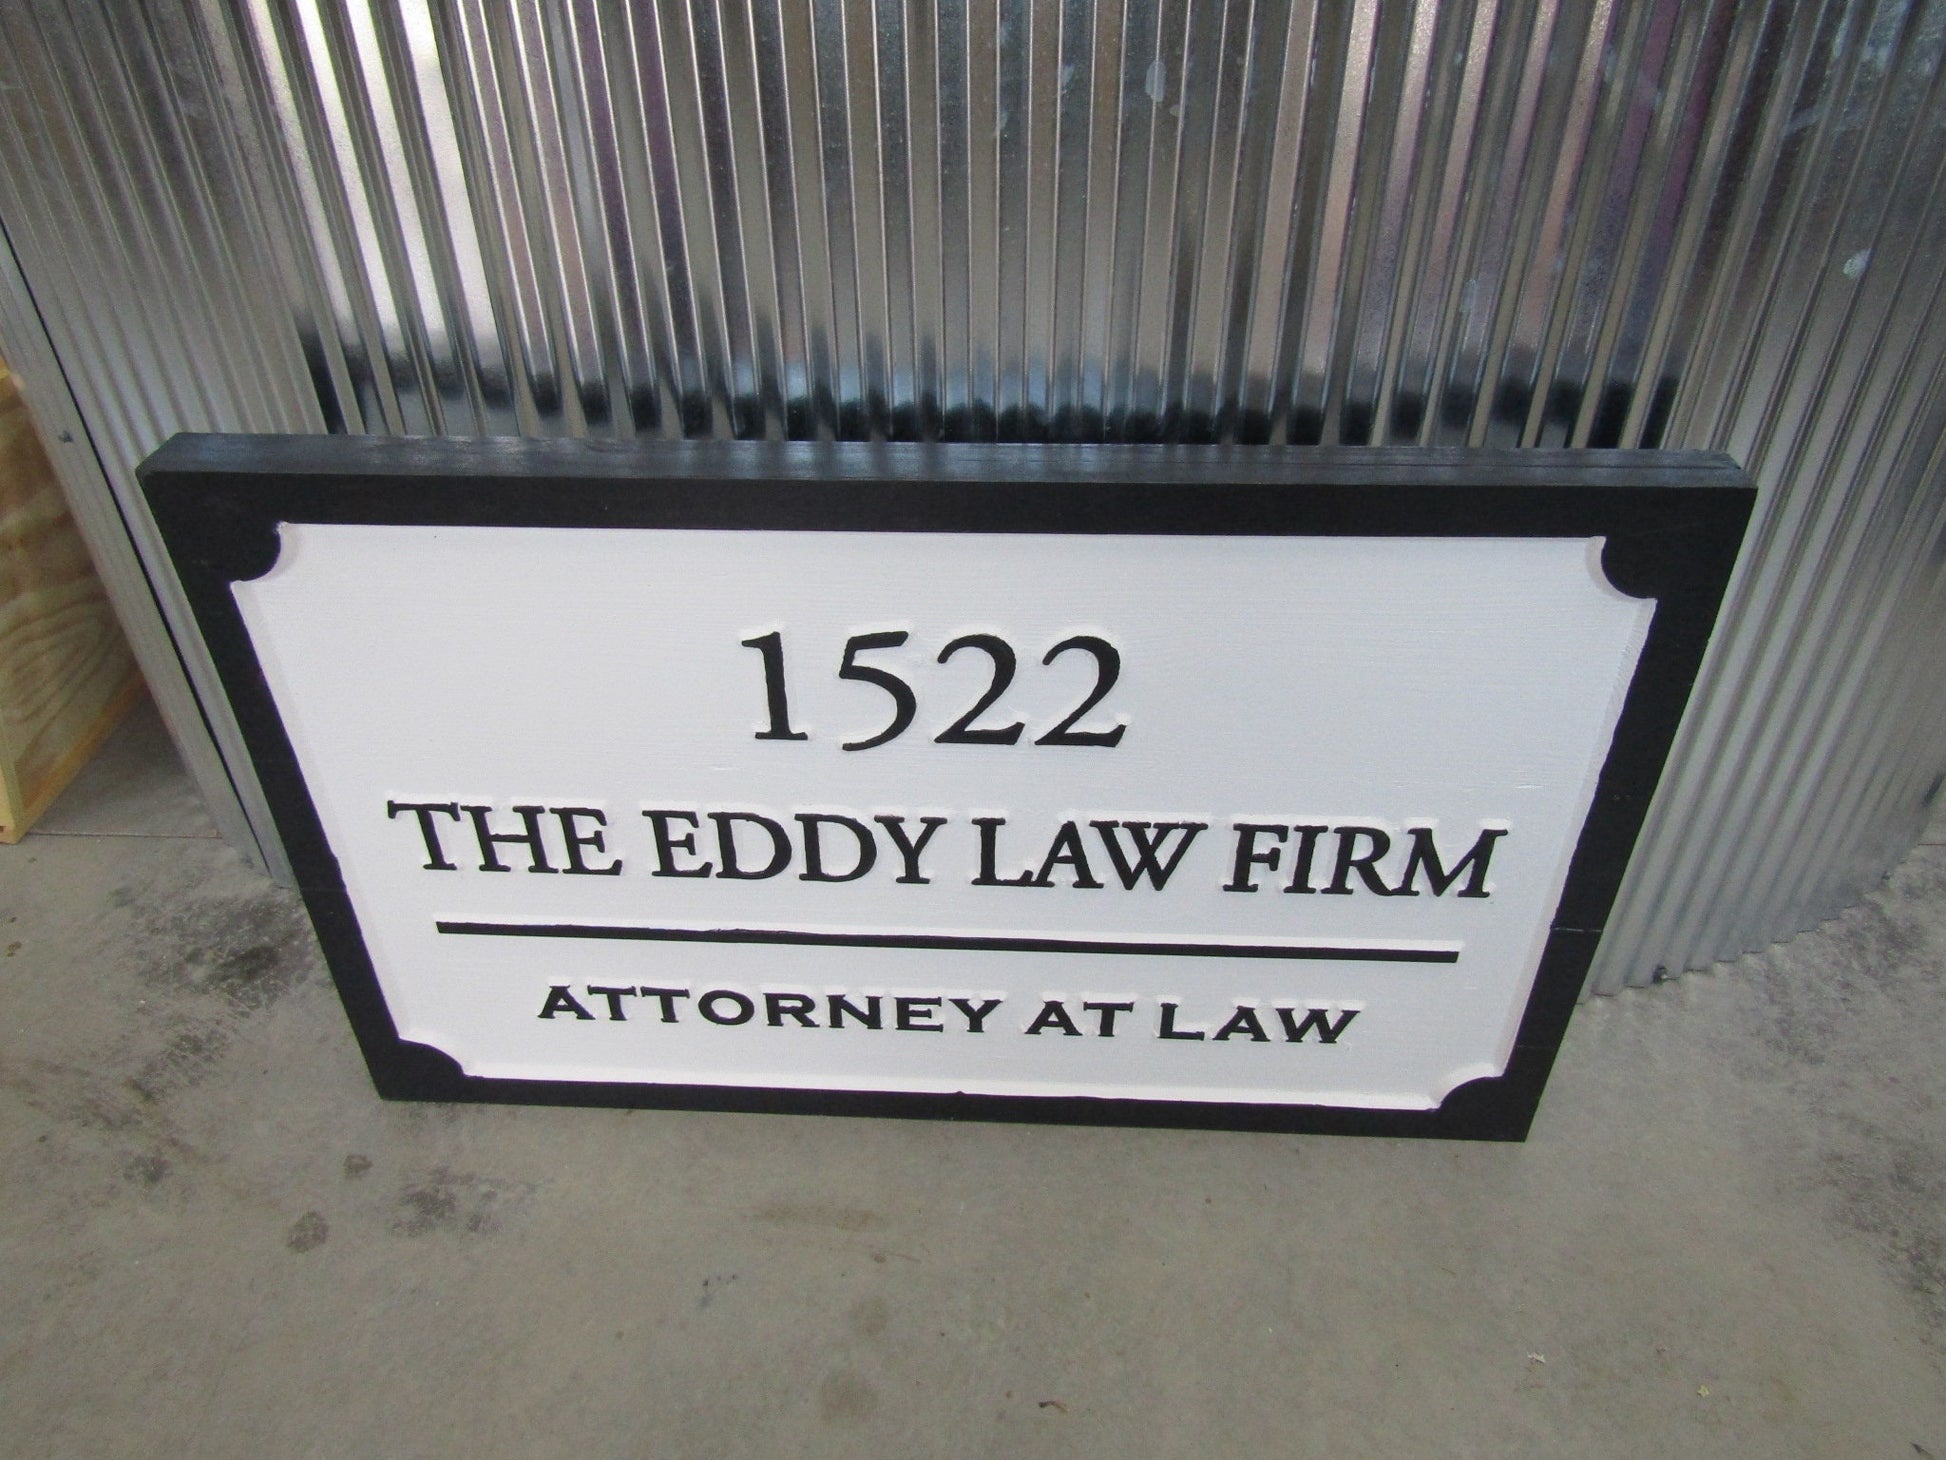 1522
THE EDDY LAW FIRM
ATTORNEY AT LAW